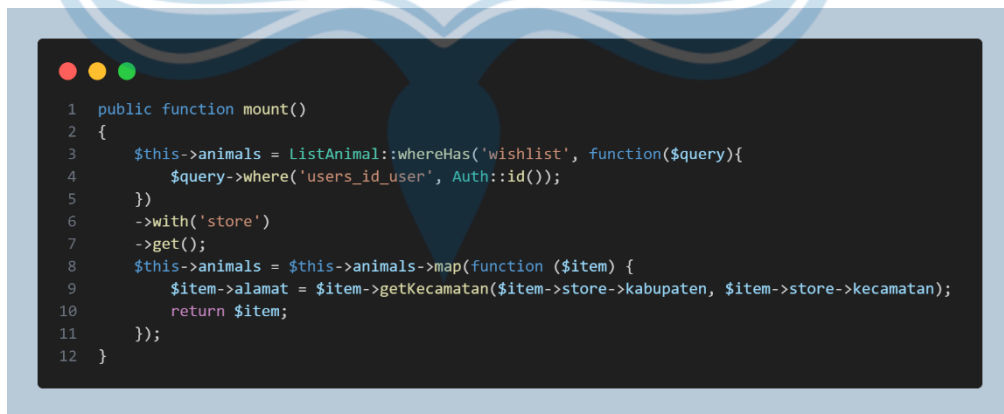 1 public function mount()
2 {
3     $this->animals = ListAnimal::whereHas('wishlist', function($query){
4         $query->where('users_id_user', Auth::id());
5     })
6     ->with('store')
7     ->get();
8     $this->animals = $this->animals->map(function ($item) {
9         $item->alamat = $item->getKecamatan($item->store->kabupaten, $item->store->kecamatan);
10         return $item;
11     });
12 }